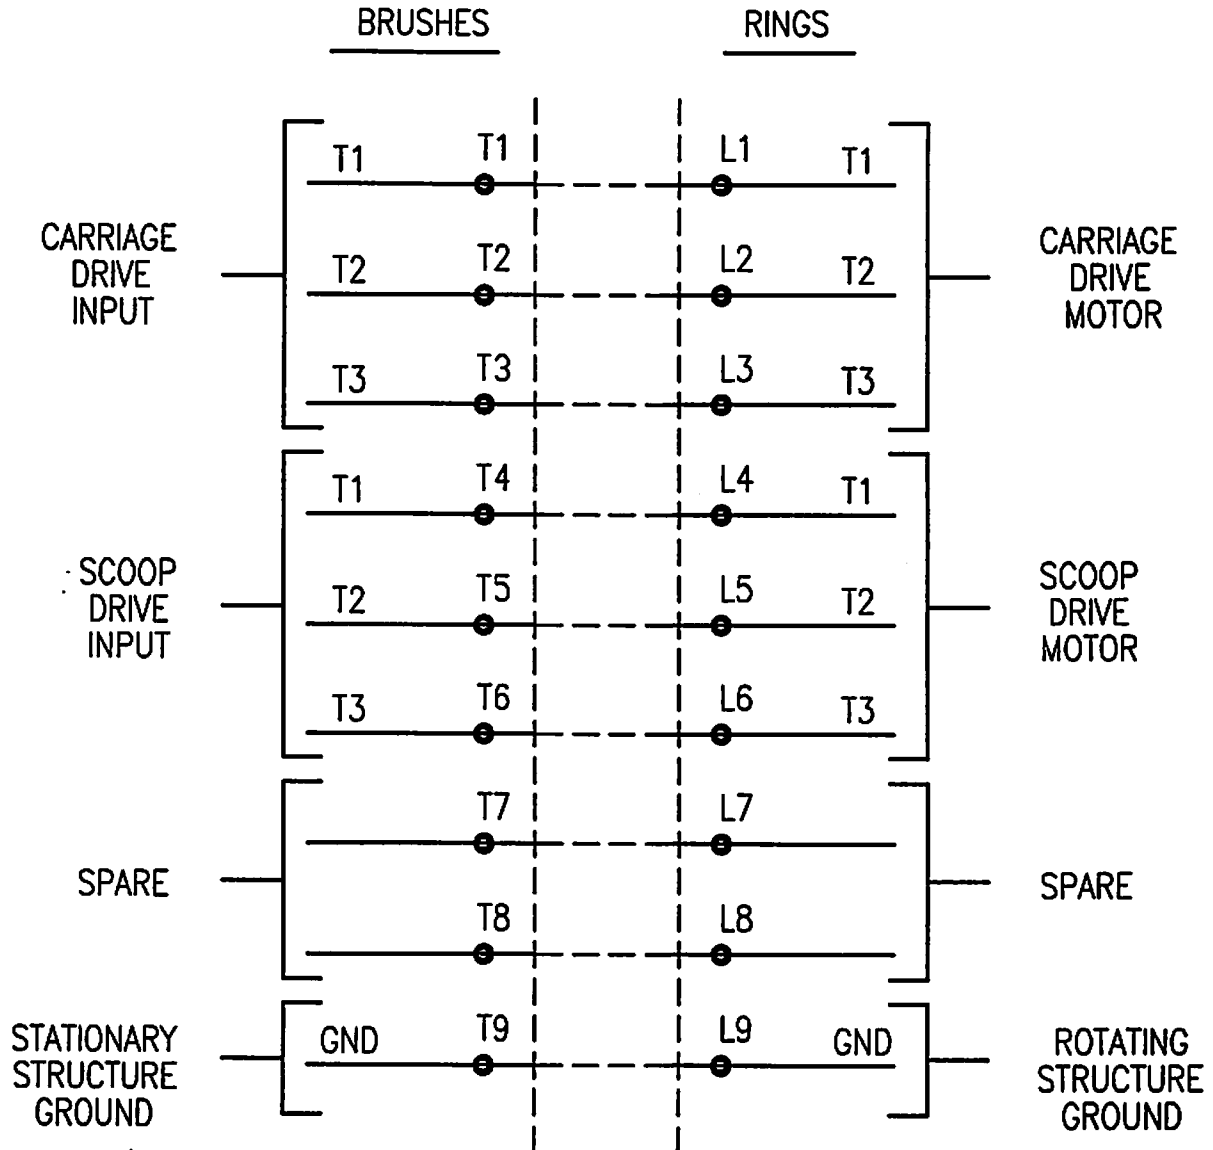 BRUSHES RINGS
T1 T1 L1 T1
CARRIAGE
DRIVE
INPUT
T2 T2 L2 T2
CARRIAGE
DRIVE
MOTOR
T3 T3 L3 T3
T1 T4 L4 T1
SCOOP
DRIVE
INPUT
T2 T5 L5 T2
SCOOP
DRIVE
MOTOR
T3 T6 L6 T3
T7 L7
SPARE
SPARE
T8 L8
STATIONARY
STRUCTURE
GROUND
GND T9 L9 GND
ROTATING
STRUCTURE
GROUND